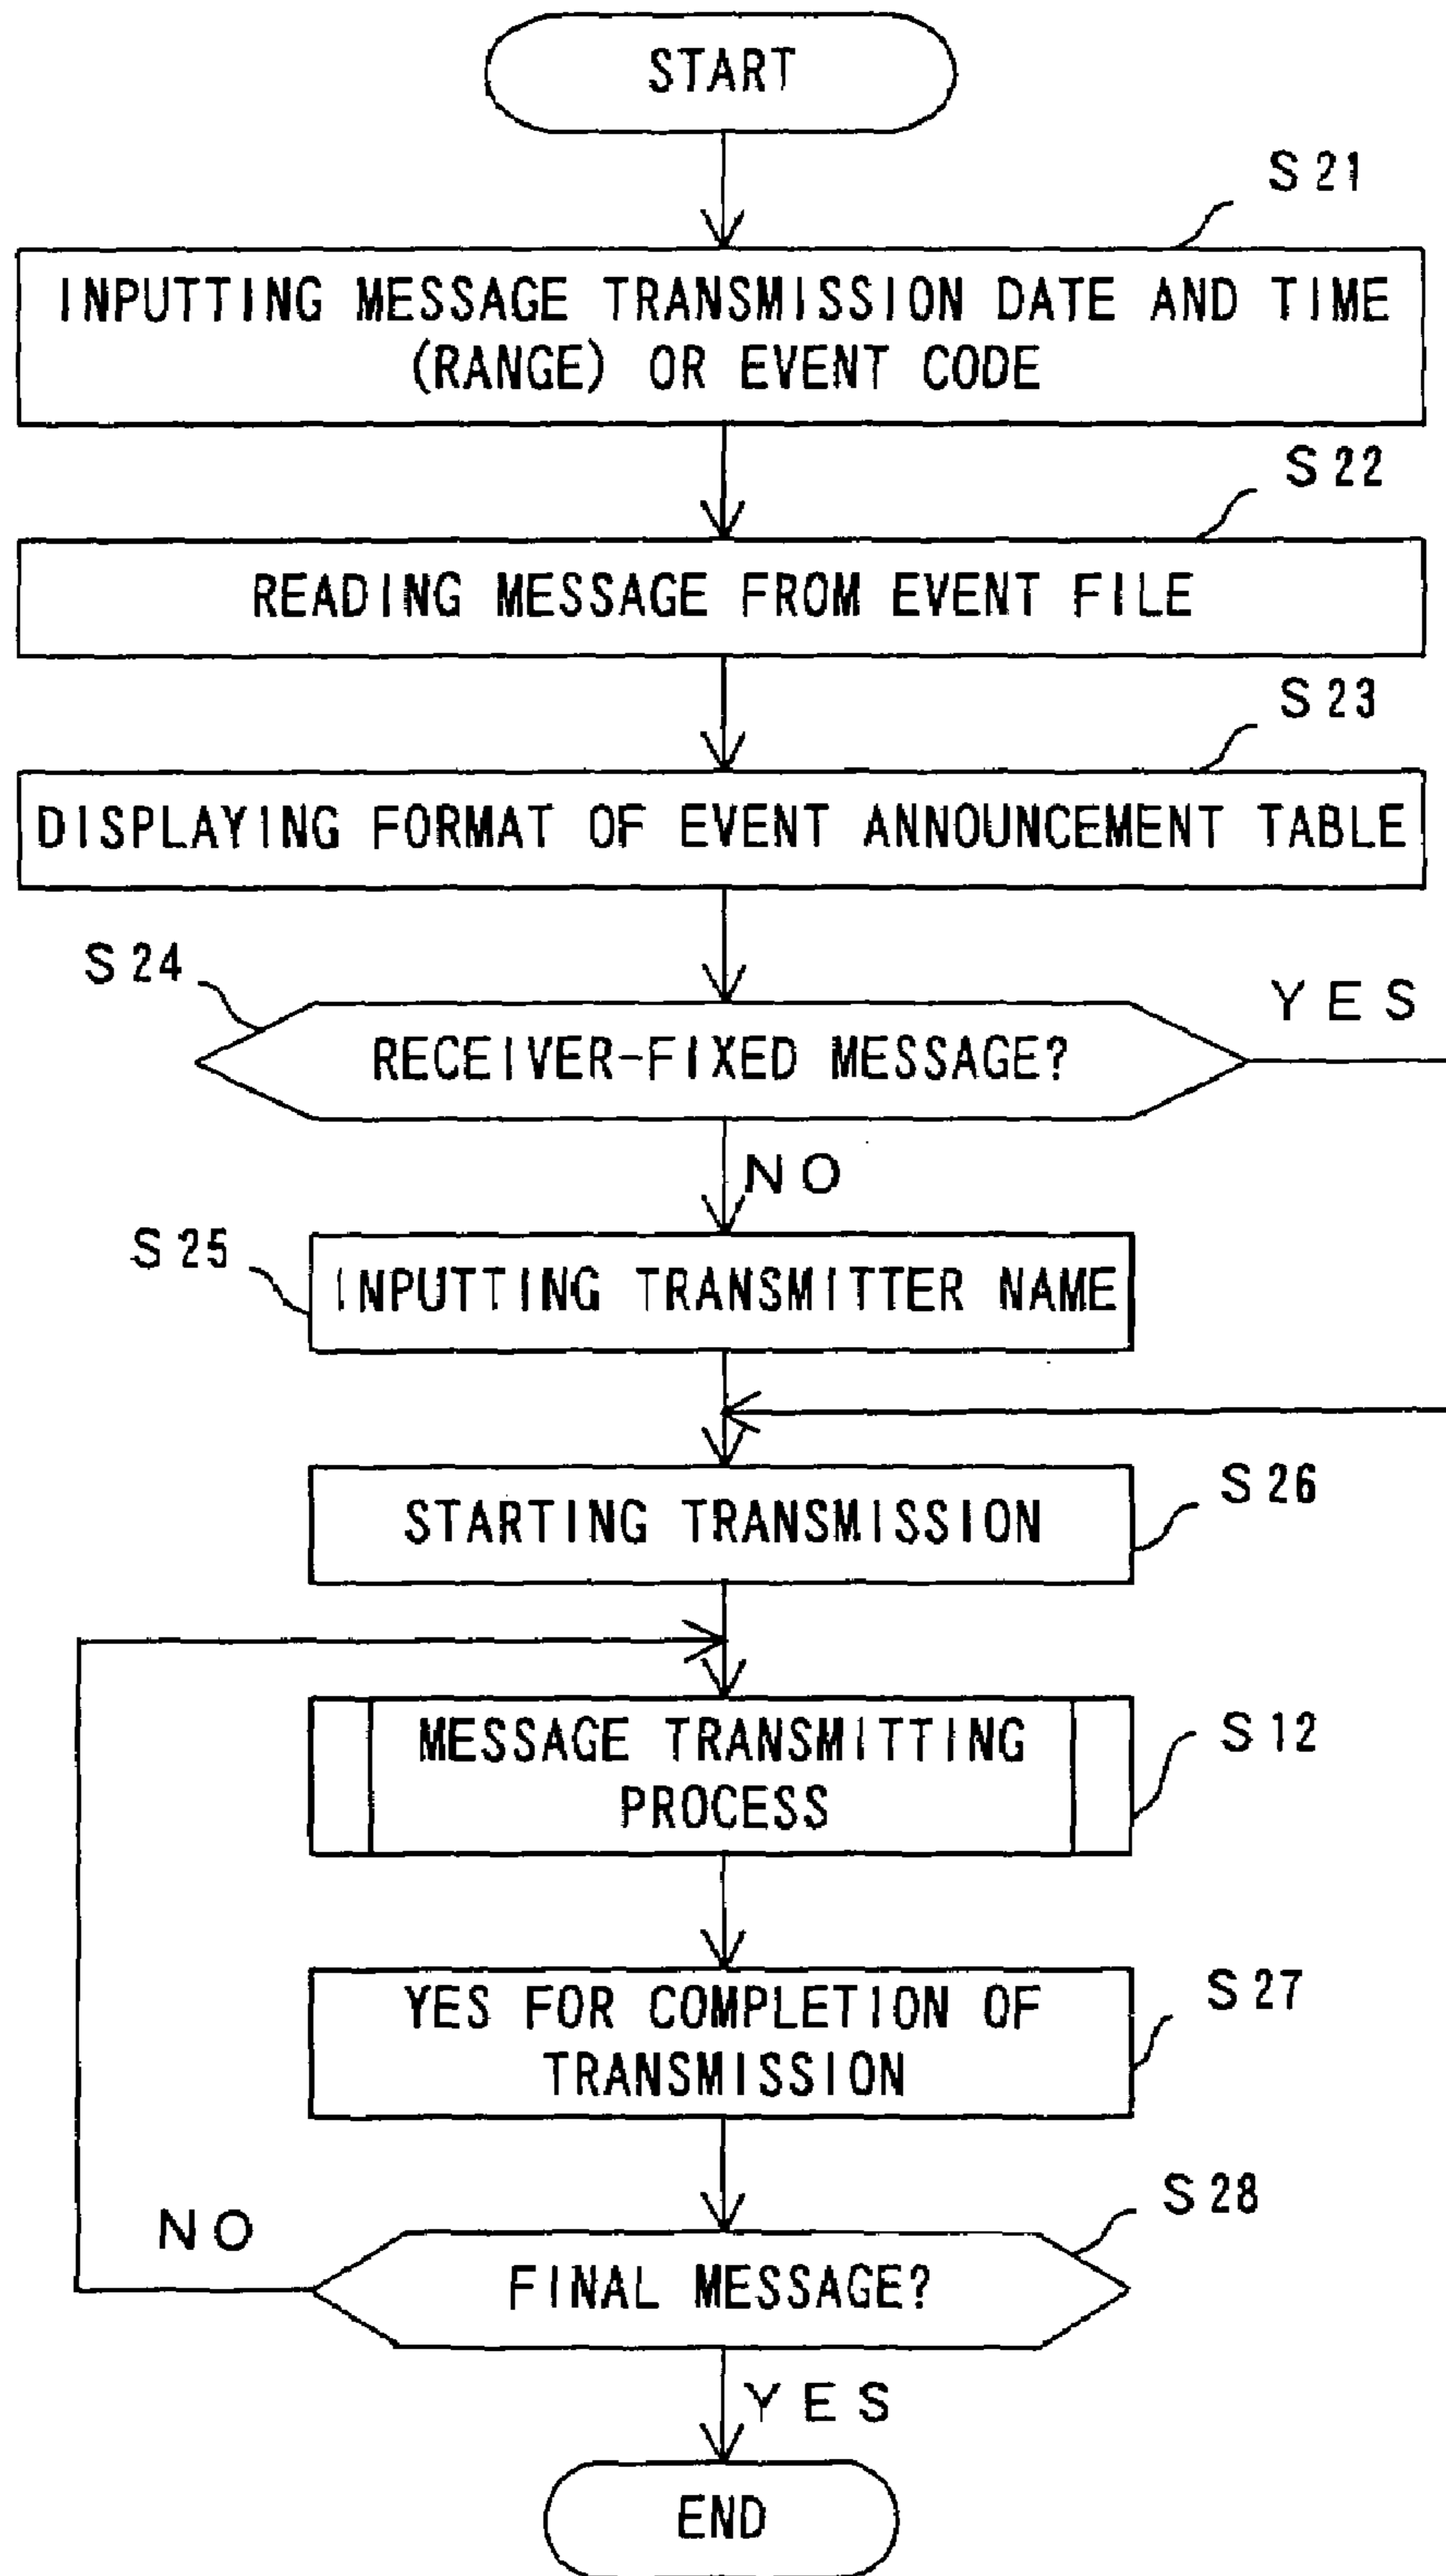 START
S21
INPUTTING MESSAGE TRANSMISSION DATE AND TIME
(RANGE) OR EVENT CODE
S22
READING MESSAGE FROM EVENT FILE
S23
DISPLAYING FORMAT OF EVENT ANNOUNCEMENT TABLE
S24
YES
RECEIVER-FIXED MESSAGE?
NO
S25
INPUTTING TRANSMITTER NAME
S26
STARTING TRANSMISSION
S12
MESSAGE TRANSMITTING
PROCESS
S27
YES FOR COMPLETION OF
TRANSMISSION
S28
NO
FINAL MESSAGE?
YES
END